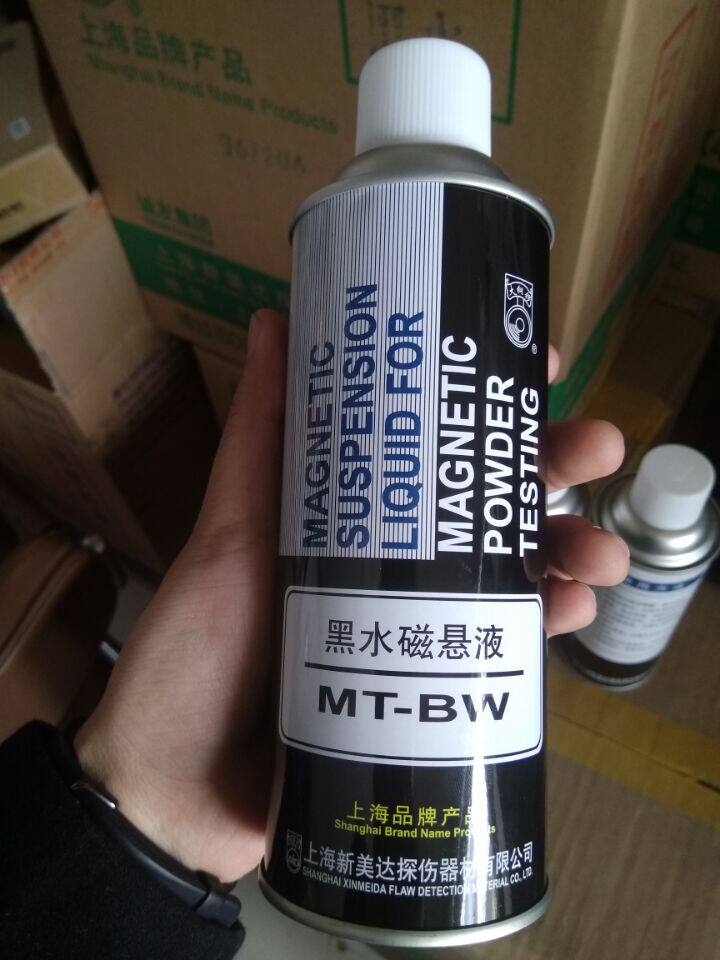 上海品牌产品
Shanghai Brand Name Products
961206
MAGNETIC
SUSPENSION
LIQUID FOR
MAGNETIC
POWDER
TESTING
®
黑水磁悬液
MT-BW
上海品牌产品
Shanghai Brand Name Products
上海新美达探伤器材有限公司
SHANGHAI XINMEIDA FLAW DETECTION MATERIAL CO., LTD.